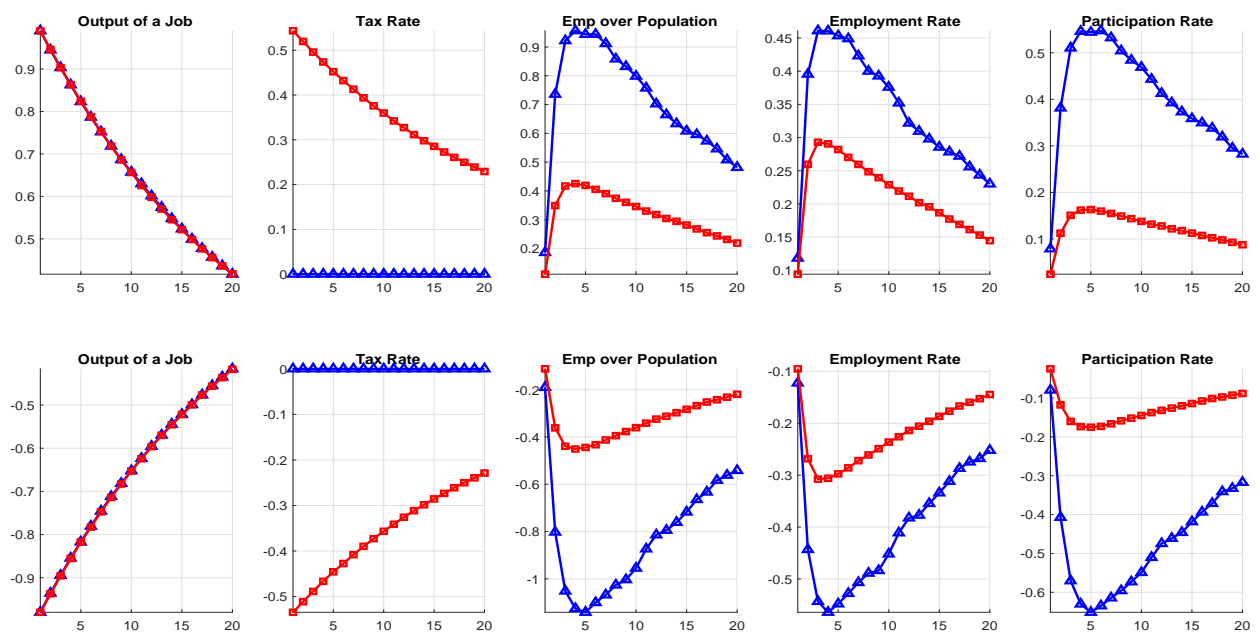 Output of a Job
Tax Rate
Emp over Population
Employment Rate
Participation Rate
0.9
0.8
0.7
0.6
0.5
5 10 15 20
0.5
0.4
0.3
0.2
0.1
0
5 10 15 20
0.9
0.8
0.7
0.6
0.5
0.4
0.3
0.2
5 10 15 20
0.45
0.4
0.35
0.3
0.25
0.2
0.15
0.1
5 10 15 20
0.5
0.4
0.3
0.2
0.1
5 10 15 20
Output of a Job
Tax Rate
Emp over Population
Employment Rate
Participation Rate
-0.5
-0.6
-0.7
-0.8
-0.9
5 10 15 20
0
-0.1
-0.2
-0.3
-0.4
-0.5
5 10 15 20
-0.2
-0.4
-0.6
-0.8
-1
5 10 15 20
-0.1
-0.2
-0.3
-0.4
-0.5
5 10 15 20
-0.1
-0.2
-0.3
-0.4
-0.5
-0.6
5 10 15 20